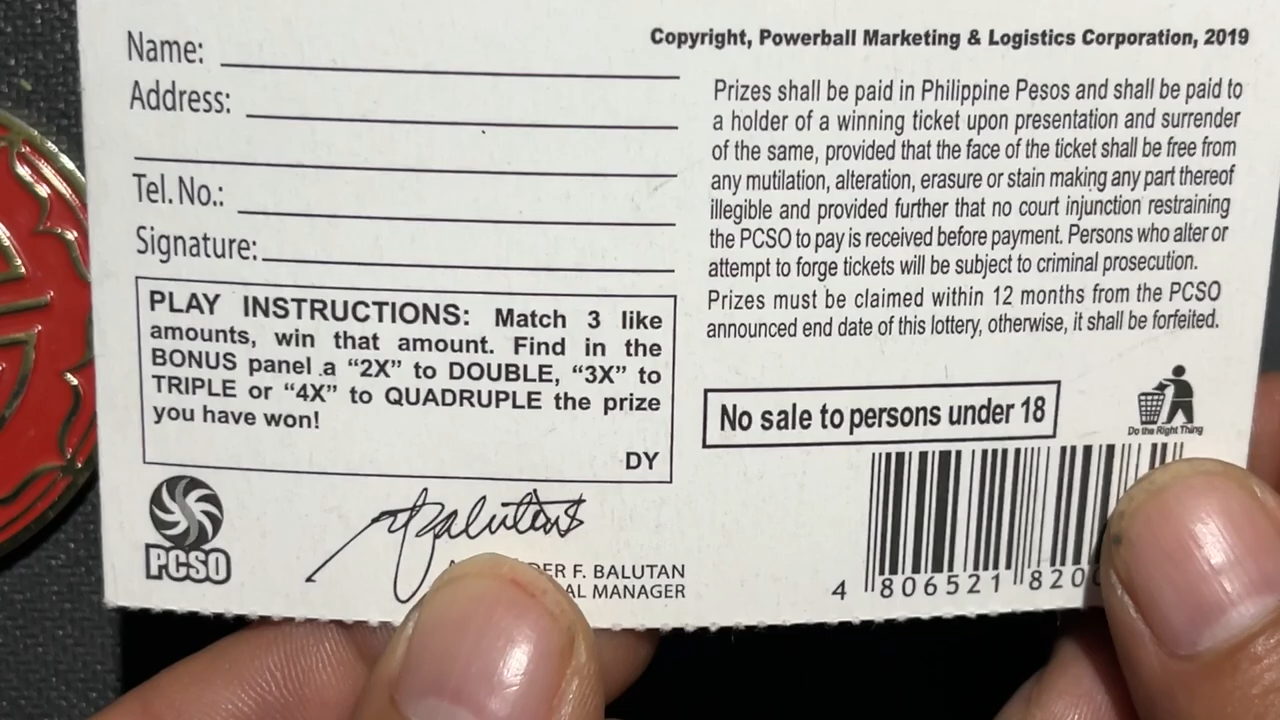 Name:
Address:
Tel. No.:
Signature:
PLAY INSTRUCTIONS: Match 3 like
amounts, win that amount. Find in the
BONUS panel a “2X” to DOUBLE, “3X” to
TRIPLE or “4X” to QUADRUPLE the prize
you have won!
DY
PCSO
F. BALUTAN
MANAGER
Copyright, Powerball Marketing & Logistics Corporation, 2019
Prizes shall be paid in Philippine Pesos and shall be paid to
a holder of a winning ticket upon presentation and surrender
of the same, provided that the face of the ticket shall be free from
any mutilation, alteration, erasure or stain making any part thereof
illegible and provided further that no court injunction restraining
the PCSO to pay is received before payment. Persons who alter or
attempt to forge tickets will be subject to criminal prosecution.
Prizes must be claimed within 12 months from the PCSO
announced end date of this lottery, otherwise, it shall be forfeited.
No sale to persons under 18
Do the Right Thing
4 806521 820